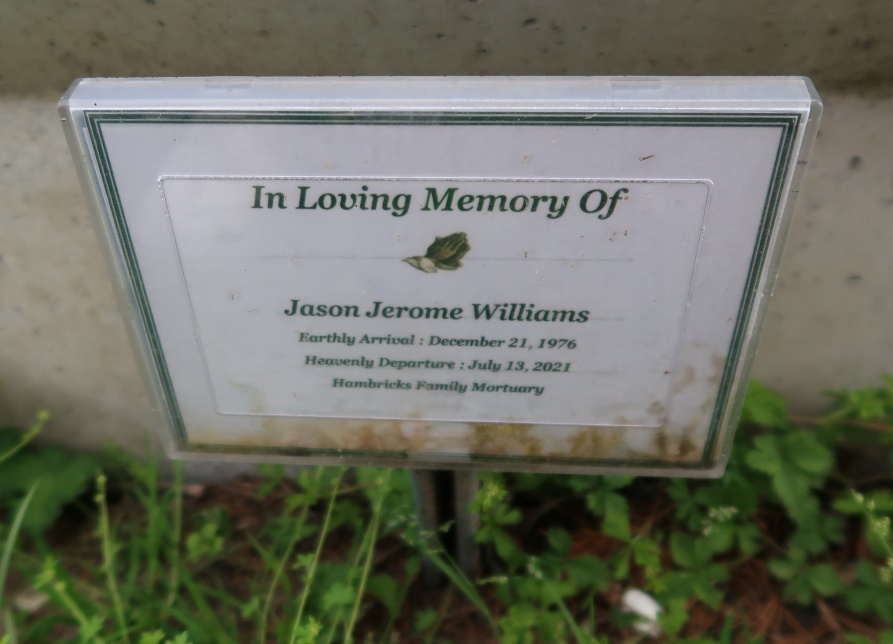 In Loving Memory Of
Jason Jerome Williams
Earthly Arrival : December 21, 1976
Heavenly Departure : July 13, 2021
Hambricks Family Mortuary